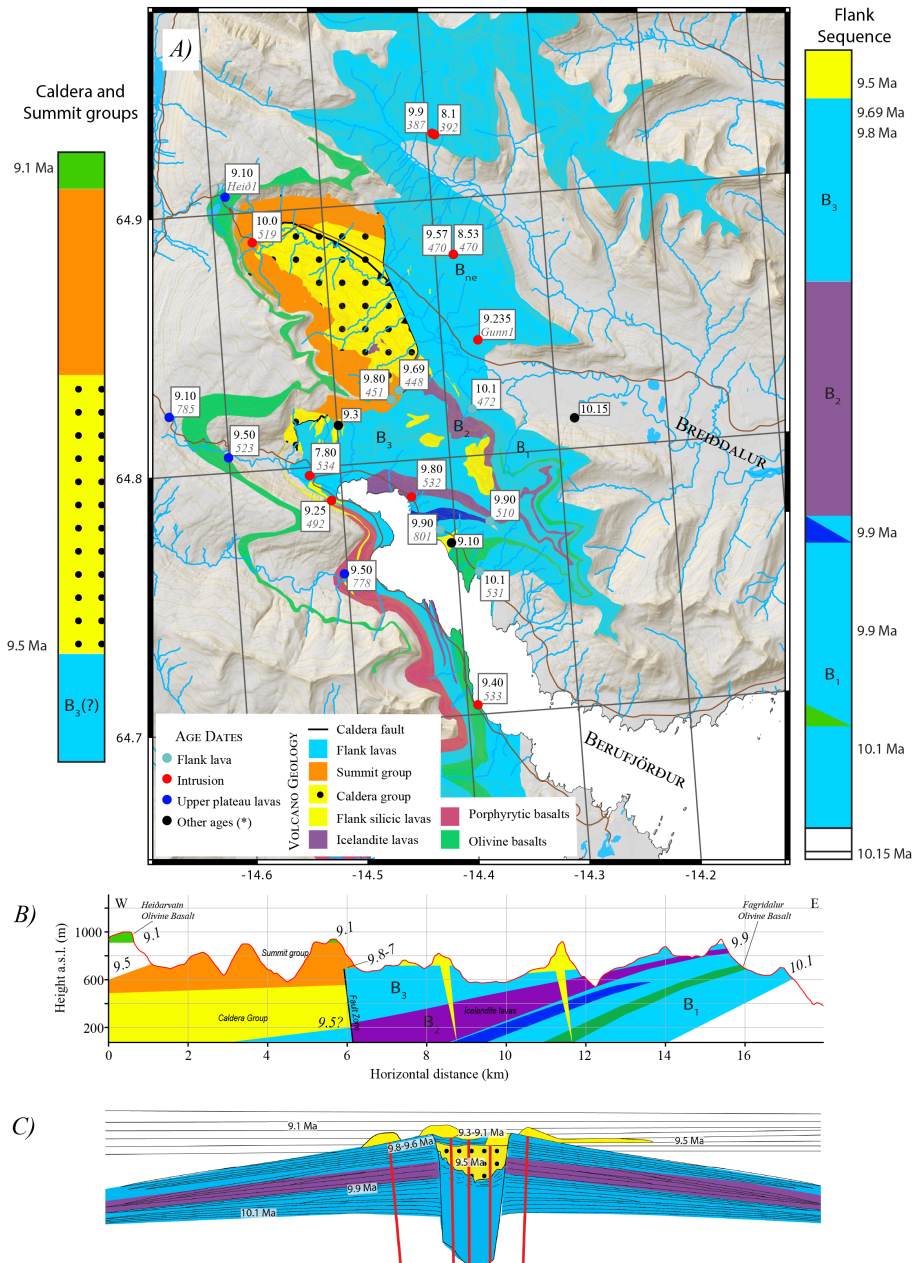 A)
Caldera and
Summit groups
9.1 Ma
9.5 Ma
B3(?)
Flank
Sequence
9.5 Ma
9.69 Ma
9.8 Ma
B3
B2
9.9 Ma
9.9 Ma
B1
10.1 Ma
10.15 Ma
64.9
64.8
64.7
-14.6
-14.5
-14.4
-14.2
-14.2
9.9 8.1
387 392
9.10
Heið1
10.0
519
9.57 8.53
470 470
Bne
9.235
Gunn1
9.69
448
9.80
451
10.1
472
9.10
785
9.3
10.15
B2
B3
B1
BREIÐDALUR
9.50
523
7.80
534
9.80
532
9.90
510
9.25
492
9.90
801
9.10
9.50
778
10.1
531
9.40
533
BERUFJÖRÐUR
AGE DATES
Flank lava
Intrusion
Upper plateau lavas
Other ages (*)
VOLCANO GEOLOGY
Caldera fault
Flank lavas
Summit group
Caldera group
Flank silicic lavas
Icelandite lavas
Porphyrytic basalts
Olivine basalts
B)
W
E
Heiðarvatn
Olivine Basalt
9.1
9.5
Summit group
9.1
9.8-7
Fagridalur
Olivine Basalt
9.9
10.1
Height a.s.l. (m)
1000
600
200
Caldera Group
9.5?
Fault Zone
B3
B2
Icelandite lavas
B1
0 2 4 6 8 10 12 14 16
Horizontal distance (km)
C)
9.1 Ma
9.3-9.1 Ma
9.5 Ma
9.8-9.6 Ma
9.5 Ma
9.9 Ma
10.1 Ma